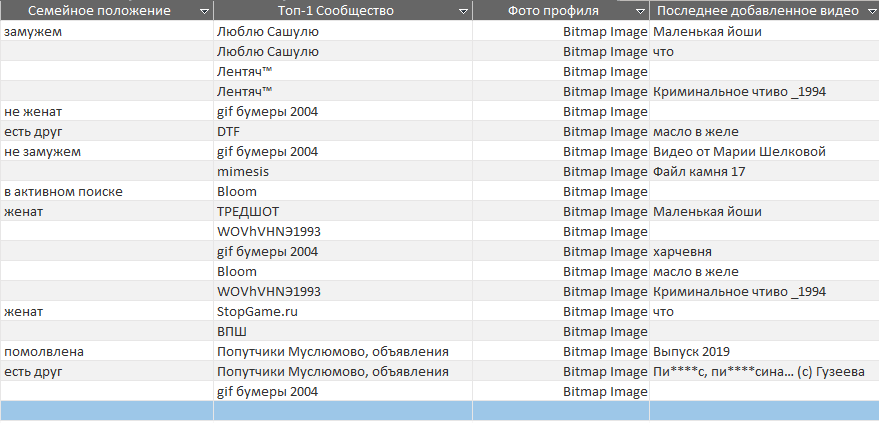 Семейное положение Топ-1 Сообщество Фото профиля Последнее добавленное видео
замужем Люблю Сашулю Bitmap Image Маленькая йоши
Люблю Сашулю Bitmap Image что
Лентяч™ Bitmap Image
Лентяч™ Bitmap Image Криминальное чтиво _1994
не женат gif бумеры 2004 Bitmap Image
есть друг DTF Bitmap Image масло в желе
не замужем gif бумеры 2004 Bitmap Image Видео от Марии Шелковой
mimesis Bitmap Image Файл камня 17
в активном поиске Bloom Bitmap Image
женат ТРЕДШОТ Bitmap Image Маленькая йоши
WOVhVHNЭ1993 Bitmap Image
gif бумеры 2004 Bitmap Image харчевня
Bloom Bitmap Image масло в желе
WOVhVHNЭ1993 Bitmap Image Криминальное чтиво _1994
женат StopGame.ru Bitmap Image что
ВПШ Bitmap Image
помолвлена Попутчики Муслюмово, объявления Bitmap Image Выпуск 2019
есть друг Попутчики Муслюмово, объявления Bitmap Image Пи****с, пи****сина... (с) Гузеева
gif бумеры 2004 Bitmap Image